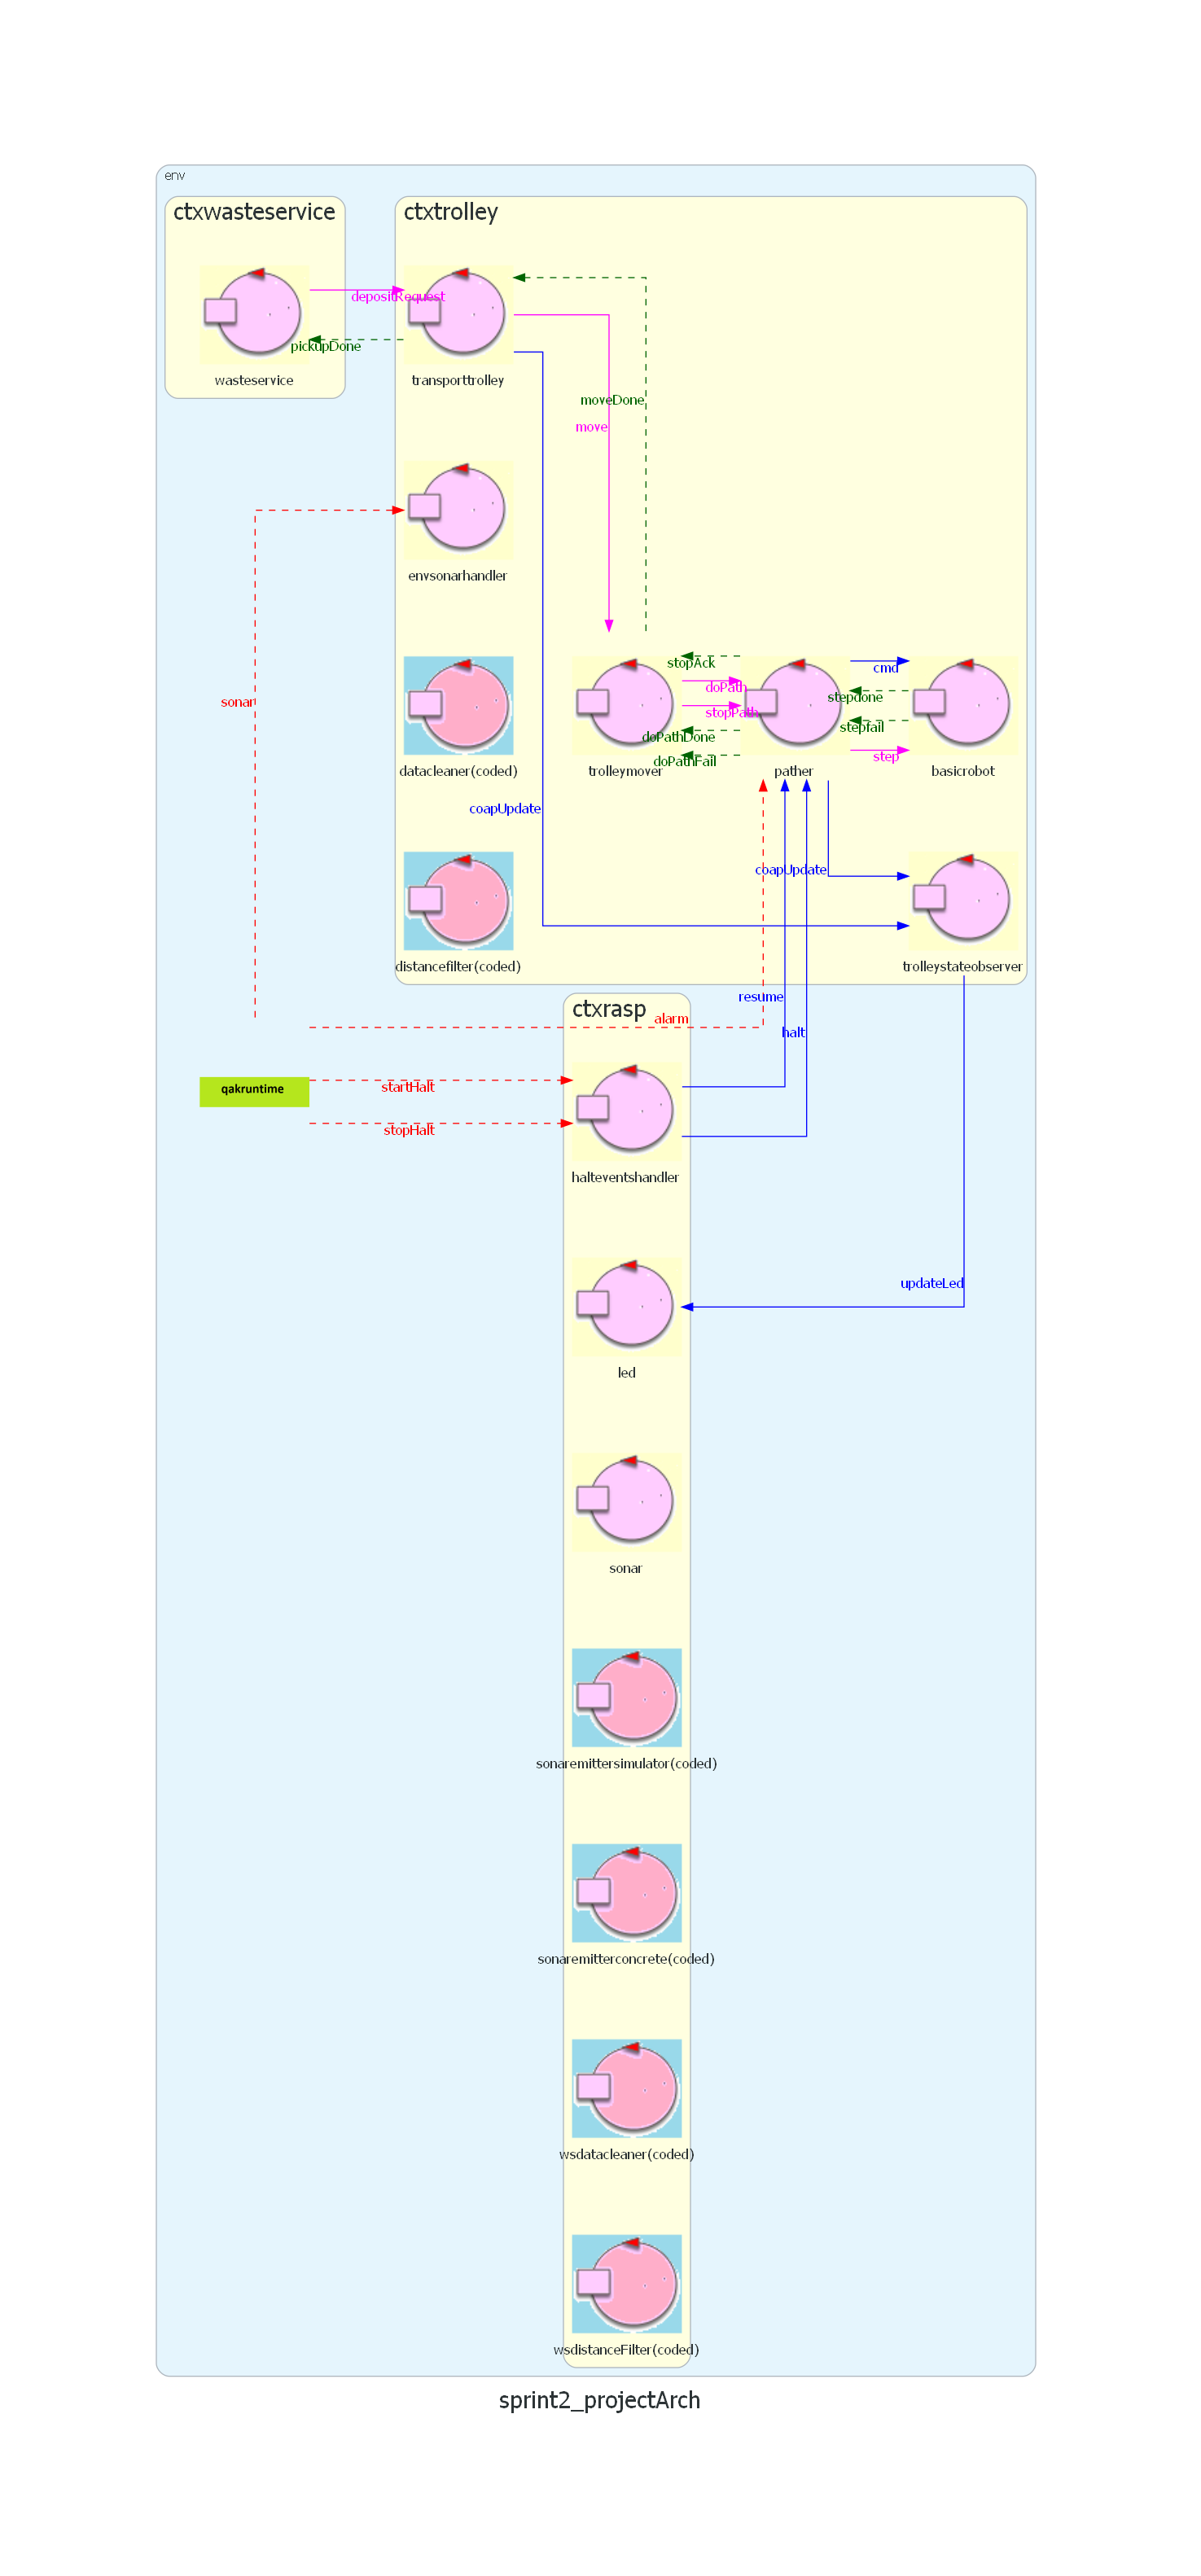 env
ctxwasteservice
ctxtrolley
depositRequest
pickupDone
wasteservice
transporttrolley
moveDone
move
envsonarhandler
stopAck
cmd
doPath
stepdone
sonar
stopPath
stepfail
doPathDone
step
doPathFail
datacleaner(coded)
trolleymover
pather
basicrobot
coapUpdate
coapUpdate
distancefilter(coded)
trolleystateobserver
resume
ctxrasp
alarm
halt
qakruntime
startHalt
stopHalt
halteventshandler
updateLed
led
sonar
sonaremittersimulator(coded)
sonaremitterconcrete(coded)
wsdatacleaner(coded)
wsdistanceFilter(coded)
sprint2_projectArch